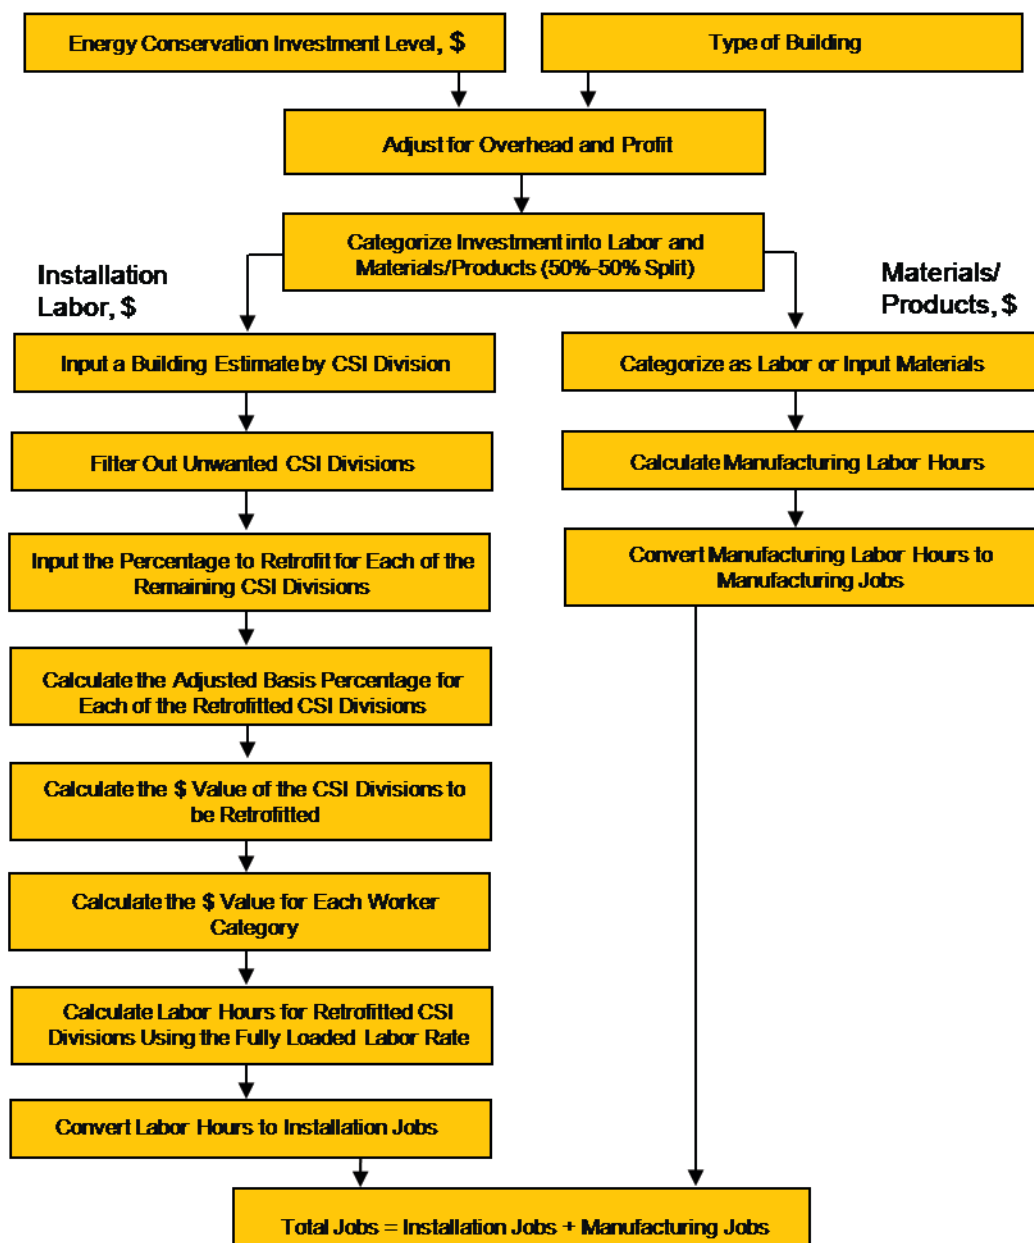 Energy Conservation Investment Level, $
Type of Building
Adjust for Overhead and Profit
Categorize Investment into Labor and
Materials/Products (50%-50% Split)
Installation
Labor, $
Materials/
Products, $
Input a Building Estimate by CSI Division
Filter Out Unwanted CSI Divisions
Input the Percentage to Retrofit for Each of the
Remaining CSI Divisions
Calculate the Adjusted Basis Percentage for
Each of the Retrofitted CSI Divisions
Calculate the $ Value of the CSI Divisions to
be Retrofitted
Calculate the $ Value for Each Worker
Category
Calculate Labor Hours for Retrofitted CSI
Divisions Using the Fully Loaded Labor Rate
Convert Labor Hours to Installation Jobs
Categorize as Labor or Input Materials
Calculate Manufacturing Labor Hours
Convert Manufacturing Labor Hours to
Manufacturing Jobs
Total Jobs = Installation Jobs + Manufacturing Jobs